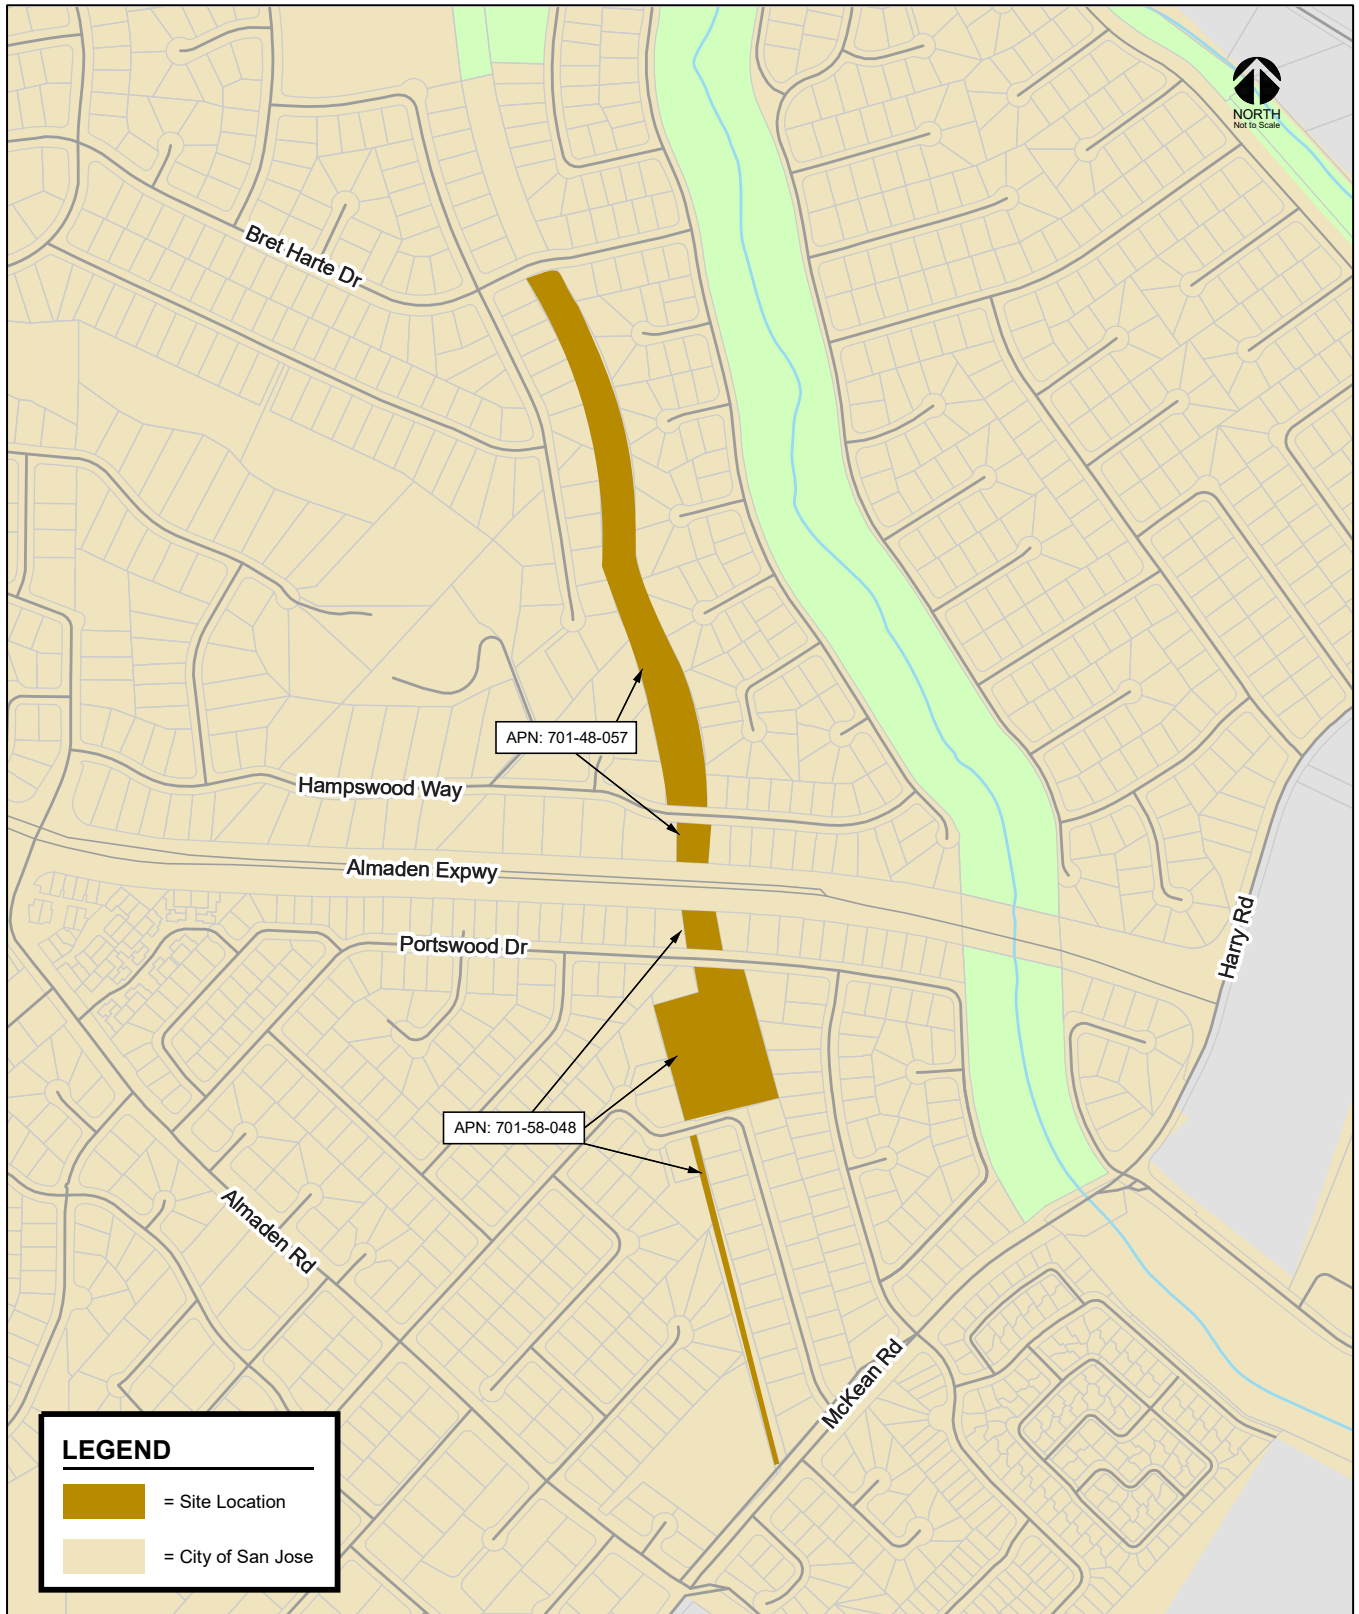 NORTH
Not to Scale
Bret Harte Dr
APN: 701-48-057
Hampswood Way
Almaden Expwy
Harry Rd
Portswood Dr
APN: 701-58-048
Almaden Rd
McKean Rd
LEGEND
= Site Location
= City of San Jose